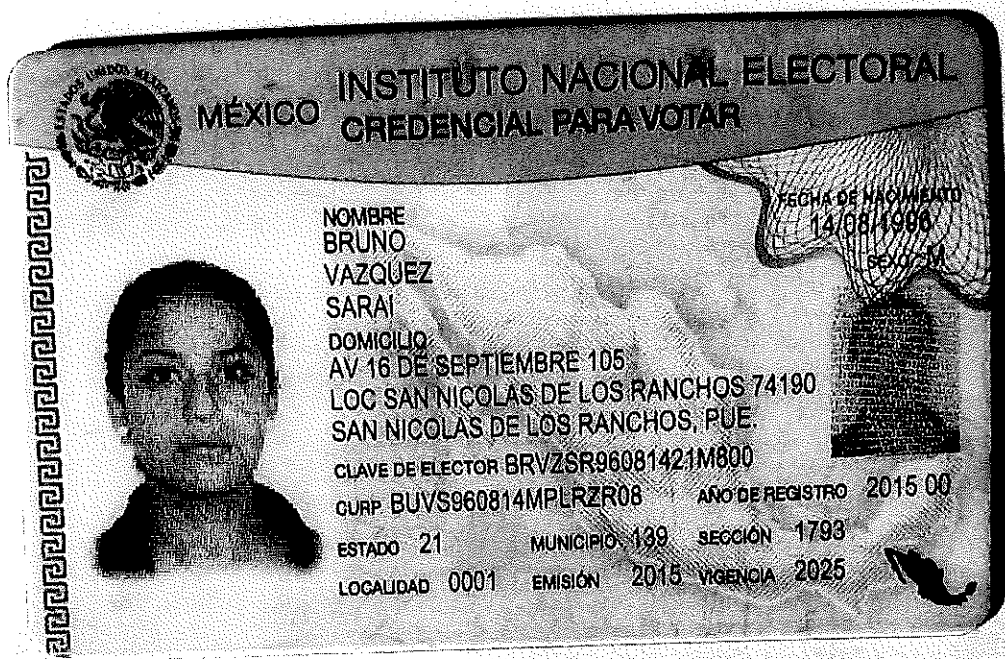 ESTADOS UNIDOS MEXICANOS
MÉXICO
INSTITUTO NACIONAL ELECTORAL
CREDENCIAL PARA VOTAR
NOMBRE
BRUNO
VAZQUEZ
SARAI
FECHA DE NACIMIENTO
14/08/1996
SEXO M
DOMICILIO
AV 16 DE SEPTIEMBRE 105
LOC SAN NICOLAS DE LOS RANCHOS 74190
SAN NICOLAS DE LOS RANCHOS, PUE.
CLAVE DE ELECTOR BRVZSR96081421M800
CURP BUVS960814MPLRZR08 AÑO DE REGISTRO 2015 00
ESTADO 21 MUNICIPIO 139 SECCIÓN 1793
LOCALIDAD 0001 EMISIÓN 2015 VIGENCIA 2025